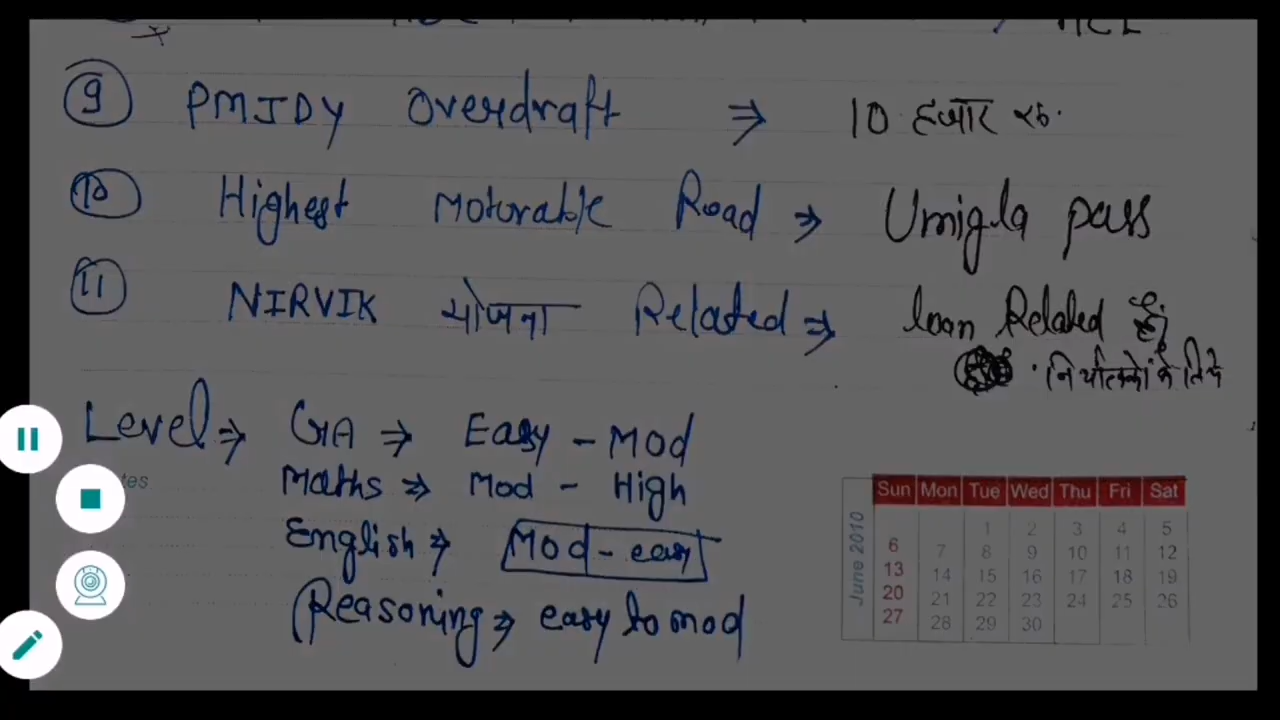 HCL
9 PMJDY Overdraft ⇒ 10 हजार रु.
10 Highest Motorable Road ⇒ Umigla pass
11 NIRVIK योजना Related ⇒ loan Related है
निर्यातकों के लिये
Level ⇒ GA ⇒ Easy - Mod
Maths ⇒ Mod - High
English ⇒ Mod - easy
Reasoning ⇒ easy to mod
tes
June 2010
Sun Mon Tue Wed Thu Fri Sat
1 2 3 4 5
6 7 8 9 10 11 12
13 14 15 16 17 18 19
20 21 22 23 24 25 26
27 28 29 30